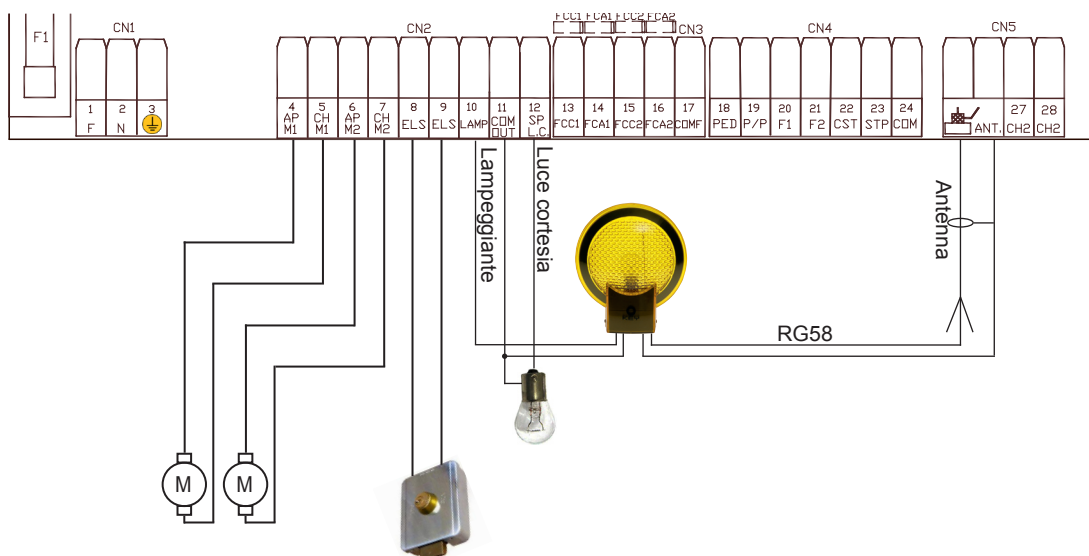 FCC1 FCA1 FCC2 FCA2
F1 CN1 CN2 CN3 CN4 CN5
1 2 3 4 5 6 7 8 9 10 11 12 13 14 15 16 17 18 19 20 21 22 23 24 27 28
F N AP M1 CH M1 AP M2 CH M2 ELS ELS LAMP COM OUT SP L.C. FCC1 FCA1 FCC2 FCA2 COMF PED P/P F1 F2 CST STP COM ANT. CH2 CH2
Lampeggiante
Luce cortesia
Antenna
RG58
M M